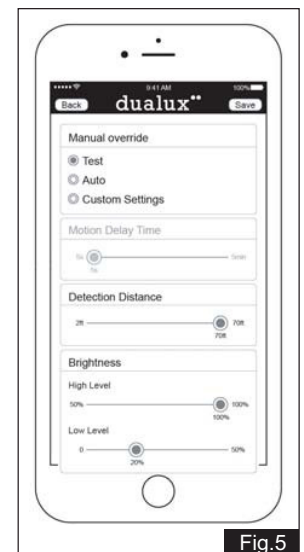 9:41 AM 100%
Back dualux Save
Manual override
Test
Auto
Custom Settings
Motion Delay Time
5s 5min
5s
Detection Distance
2ft 70ft
70ft
Brightness
High Level
50% 100%
100%
Low Level
0 50%
20%
Fig.5